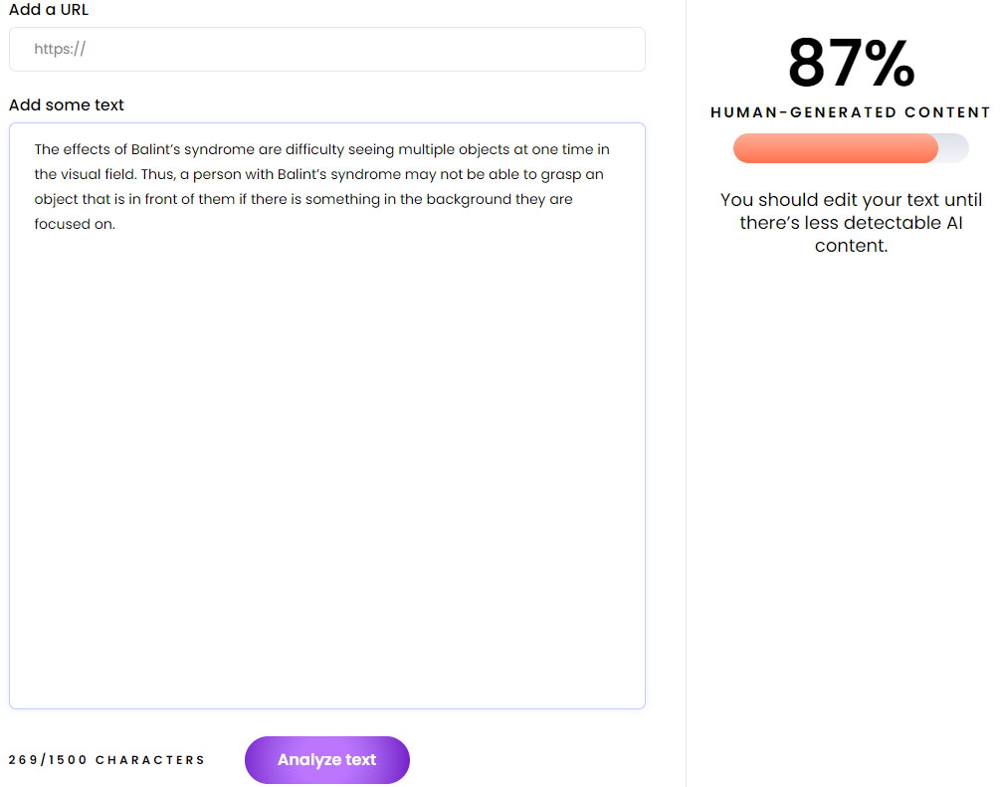 Add a URL
https://
Add some text
The effects of Balint’s syndrome are difficulty seeing multiple objects at one time in
the visual field. Thus, a person with Balint’s syndrome may not be able to grasp an
object that is in front of them if there is something in the background they are
focused on.
269/1500 CHARACTERS
Analyze text
87%
HUMAN-GENERATED CONTENT
You should edit your text until
there’s less detectable AI
content.